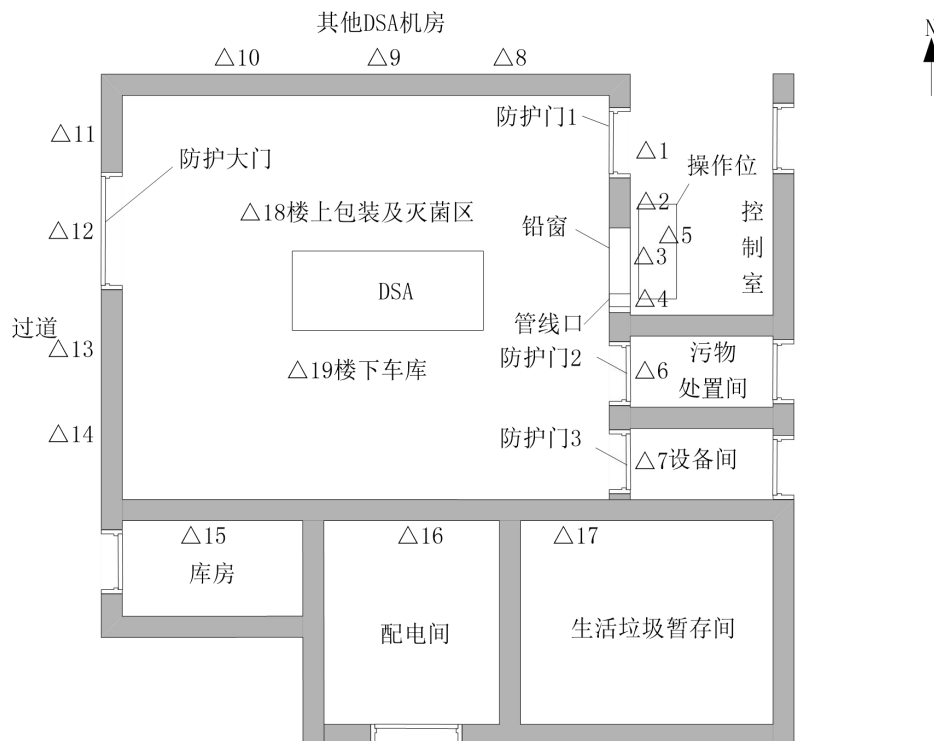 其他DSA机房
N
△10
△9
△8
△11
防护门1
△1
防护大门
操作位
△2
△18楼上包装及灭菌区
铅窗
△5
控制室
△12
△3
DSA
△4
过道
管线口
△13
防护门2
污物
处置间
△6
△19楼下车库
△14
防护门3
△7设备间
△15
△16
△17
库房
配电间
生活垃圾暂存间